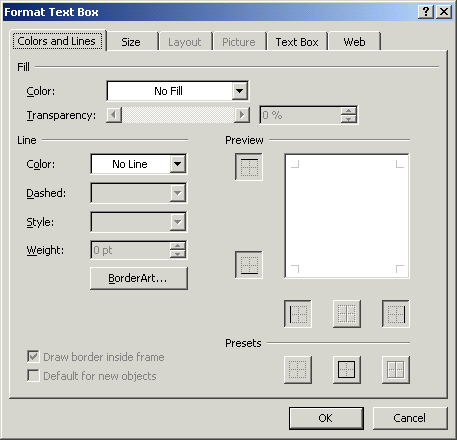 Format Text Box
Colors and Lines Size Layout Picture Text Box Web
Fill
Color: No Fill
Transparency: 0 %
Line Preview
Color: No Line
Dashed:
Style:
Weight: 0 pt
BorderArt...
Presets
Draw border inside frame
Default for new objects
OK Cancel